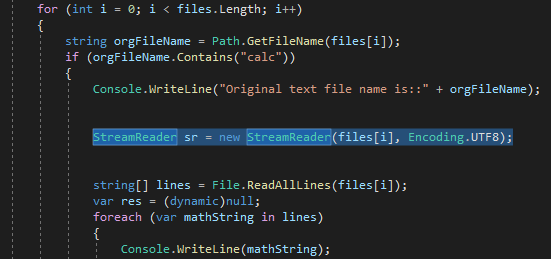 for (int i = 0; i < files.Length; i++)
{
string orgFileName = Path.GetFileName(files[i]);
if (orgFileName.Contains("calc"))
{
Console.WriteLine("Original text file name is::" + orgFileName);
StreamReader sr = new StreamReader(files[i], Encoding.UTF8);
string[] lines = File.ReadAllLines(files[i]);
var res = (dynamic)null;
foreach (var mathString in lines)
{
Console.WriteLine(mathString);